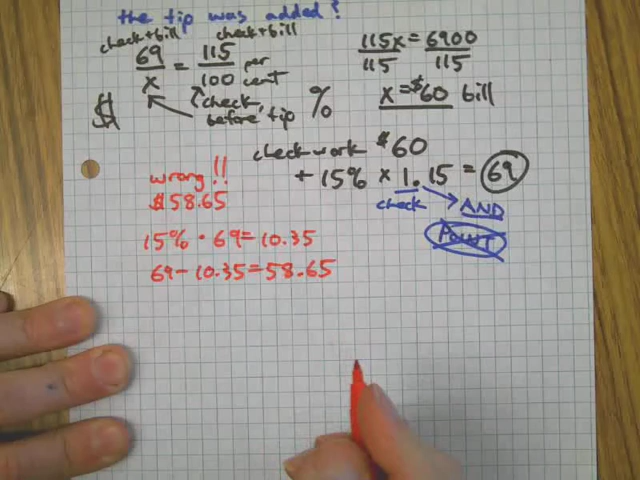 the tip was added?
check+bill check+bill
69/x = 115/100 per cent
$ check before tip %
115x = 6900
115 115
x = $60 bill
check work $60
+ 15% x 1.15 = 69
check AND
POINT
wrong!!
$58.65
15% · 69 = 10.35
69 - 10.35 = 58.65